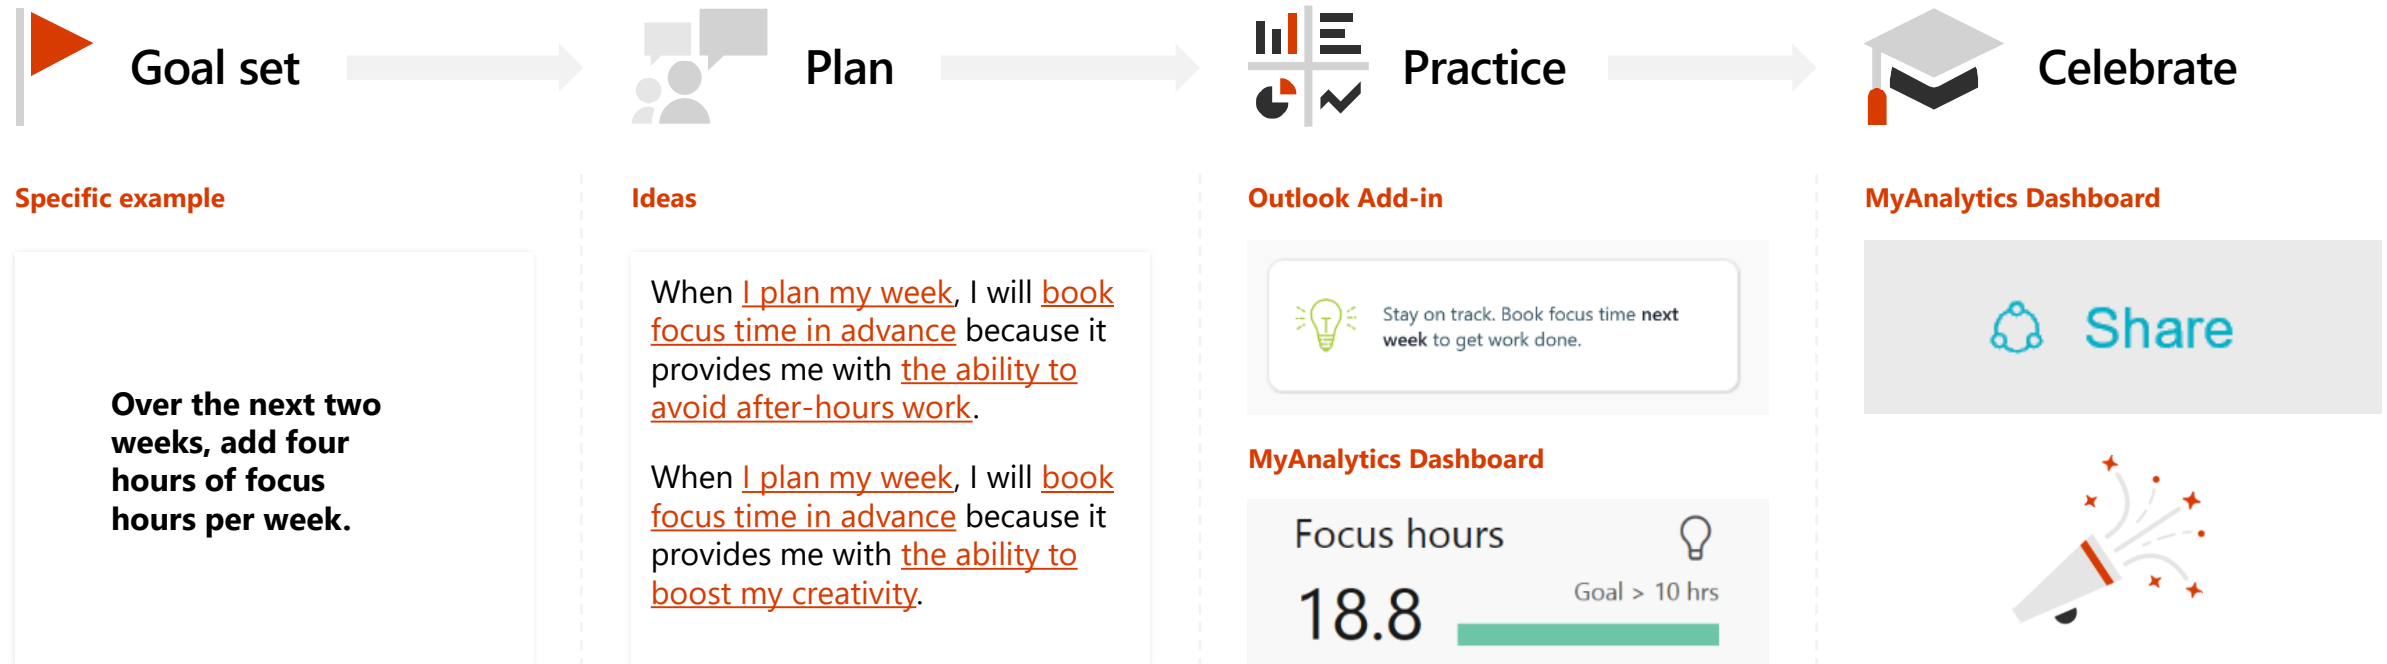 Goal set
Plan
Practice
Celebrate
Specific example
Over the next two
weeks, add four
hours of focus
hours per week.
Ideas
When I plan my week, I will book
focus time in advance because it
provides me with the ability to
avoid after-hours work.
When I plan my week, I will book
focus time in advance because it
provides me with the ability to
boost my creativity.
Outlook Add-in
Stay on track. Book focus time next
week to get work done.
MyAnalytics Dashboard
Focus hours
Goal > 10 hrs
18.8
MyAnalytics Dashboard
Share